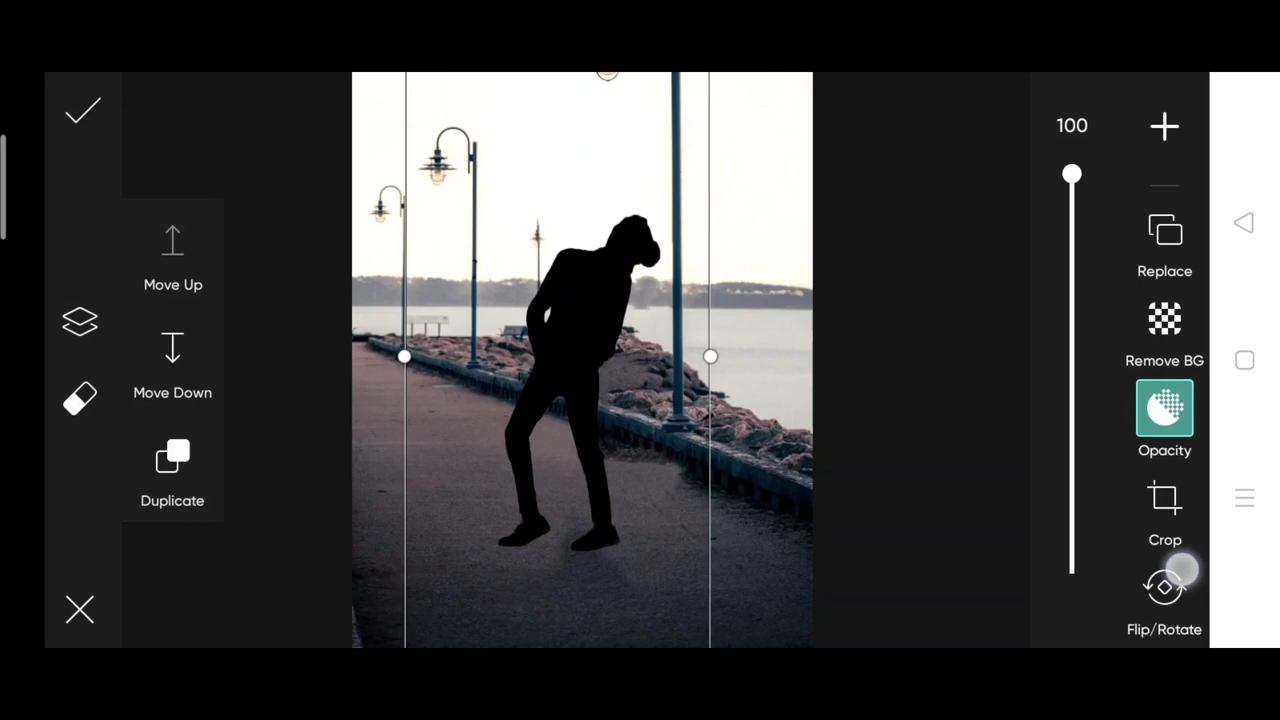 Move Up
Move Down
Duplicate
100
Replace
Remove BG
Opacity
Crop
Flip/Rotate